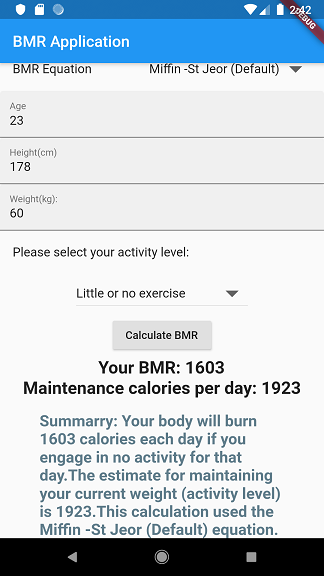 2:42
DEBUG
BMR Application
BMR Equation Miffin -St Jeor (Default)
Age
23
Height(cm)
178
Weight(kg):
60
Please select your activity level:
Little or no exercise
Calculate BMR
Your BMR: 1603
Maintenance calories per day: 1923
Summarry: Your body will burn
1603 calories each day if you
engage in no activity for that
day.The estimate for maintaining
your current weight (activity level)
is 1923.This calculation used the
Miffin -St Jeor (Default) equation.